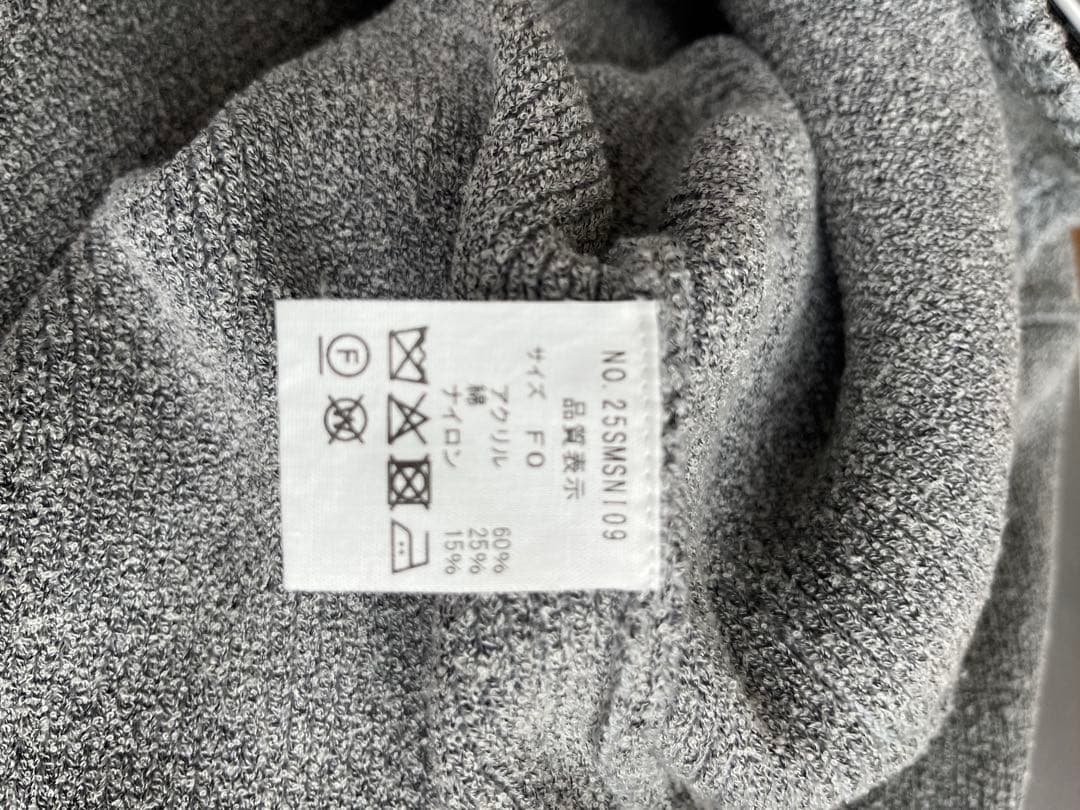 NO. 25SMSNI09
品質表示
サイズ FO
アクリル 60%
綿 25%
ナイロン 15%
F
W